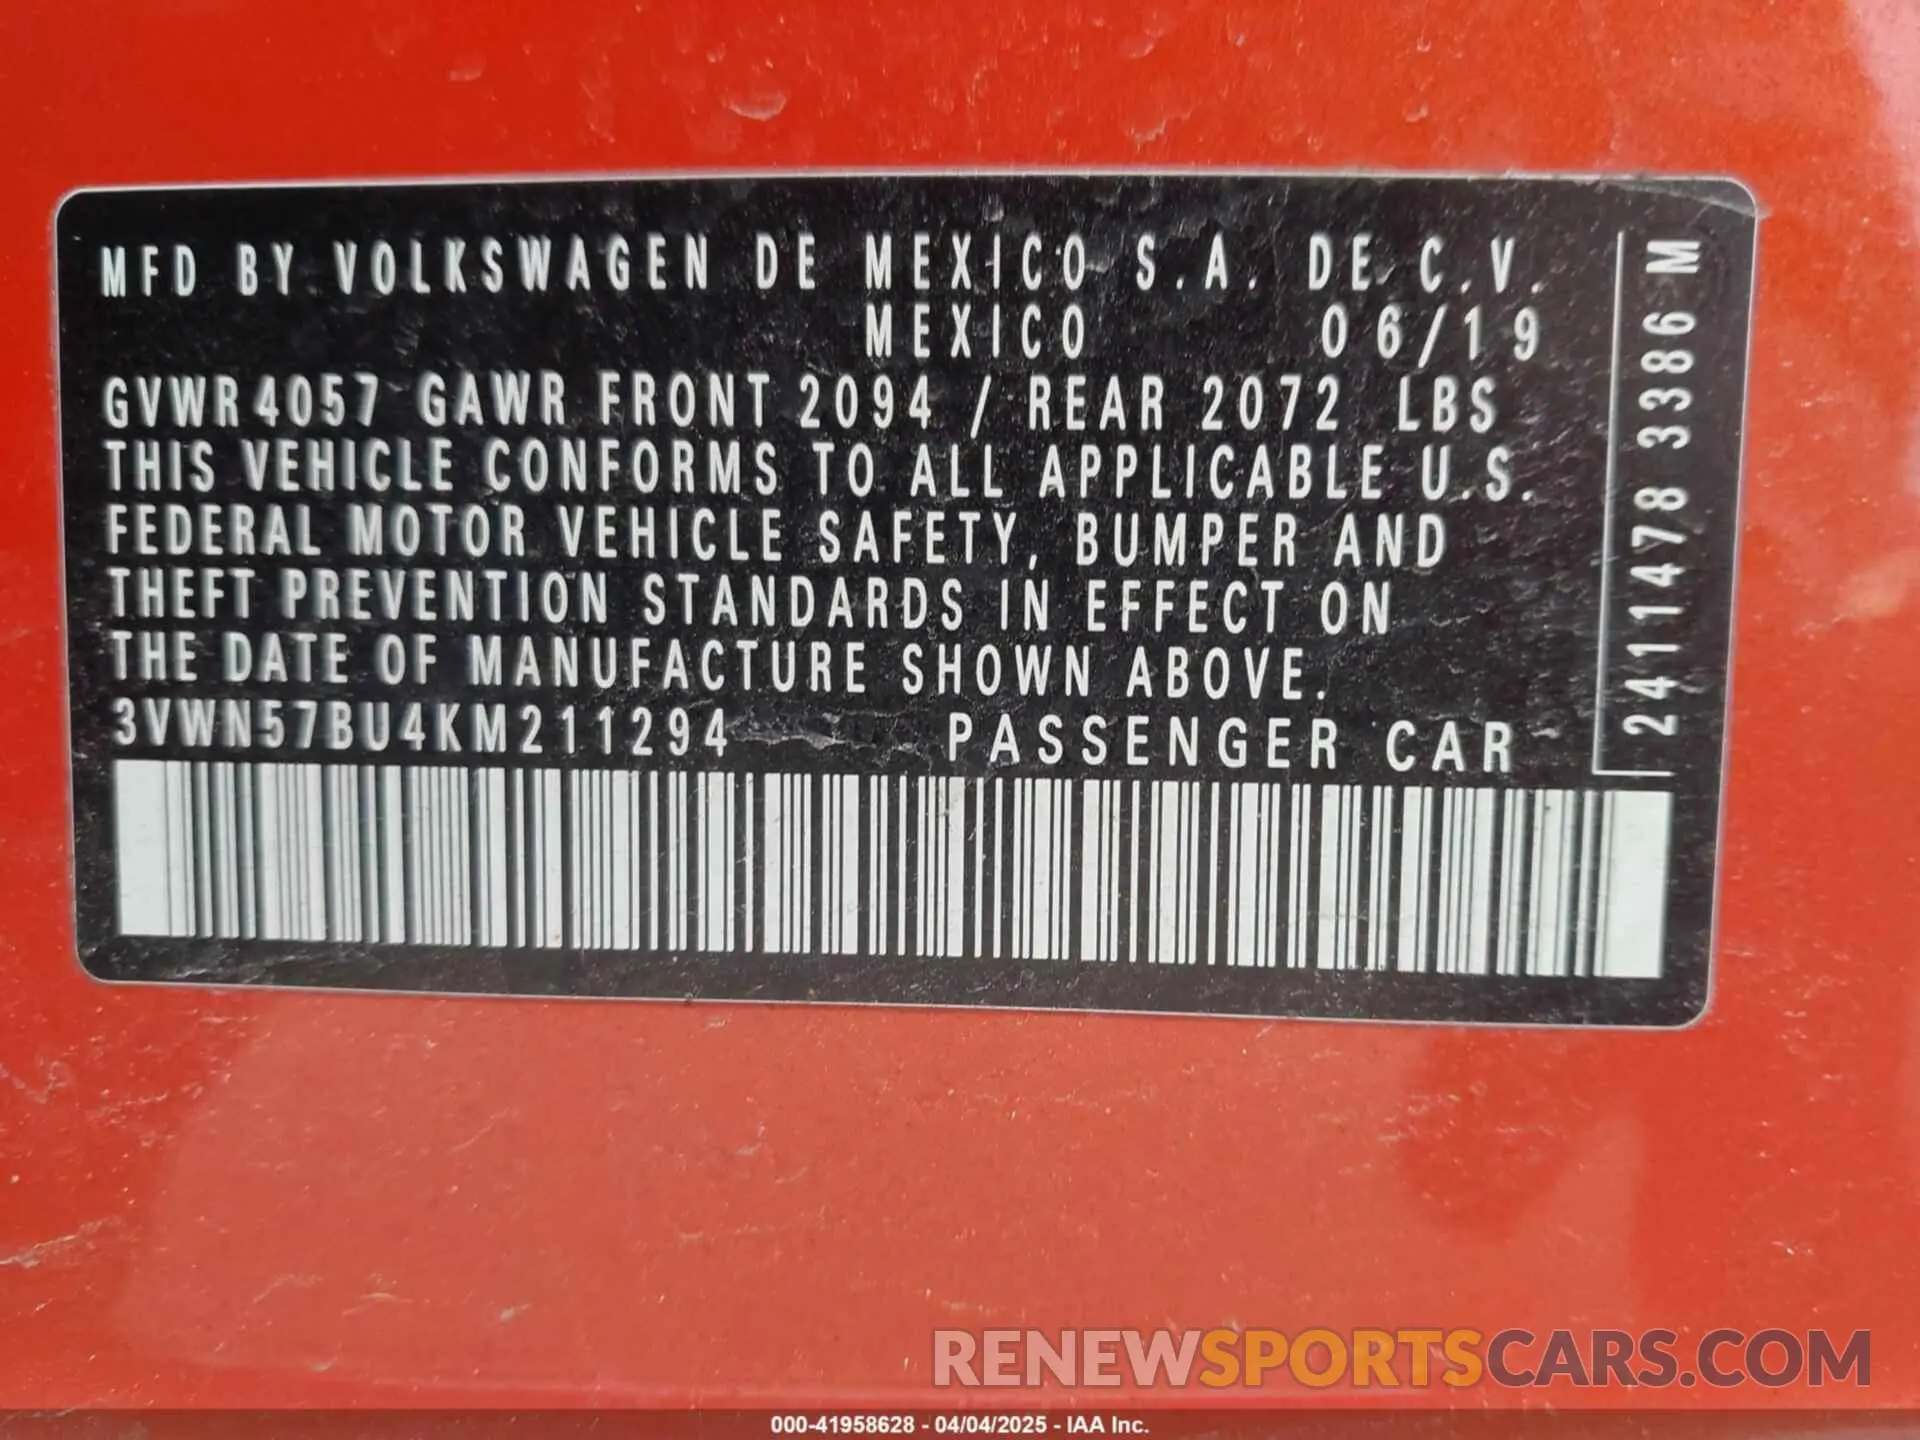 MFD BY VOLKSWAGEN DE MEXICO S.A. DE C.V.
MEXICO 06/19
GVWR 4057 GAWR FRONT 2094 / REAR 2072 LBS
THIS VEHICLE CONFORMS TO ALL APPLICABLE U.S.
FEDERAL MOTOR VEHICLE SAFETY, BUMPER AND
THEFT PREVENTION STANDARDS IN EFFECT ON
THE DATE OF MANUFACTURE SHOWN ABOVE.
3VWN57BU4KM211294 PASSENGER CAR
2411478 3386 M
RENEWSPORTSCARS.COM
000-41958628 - 04/04/2025 - IAA Inc.